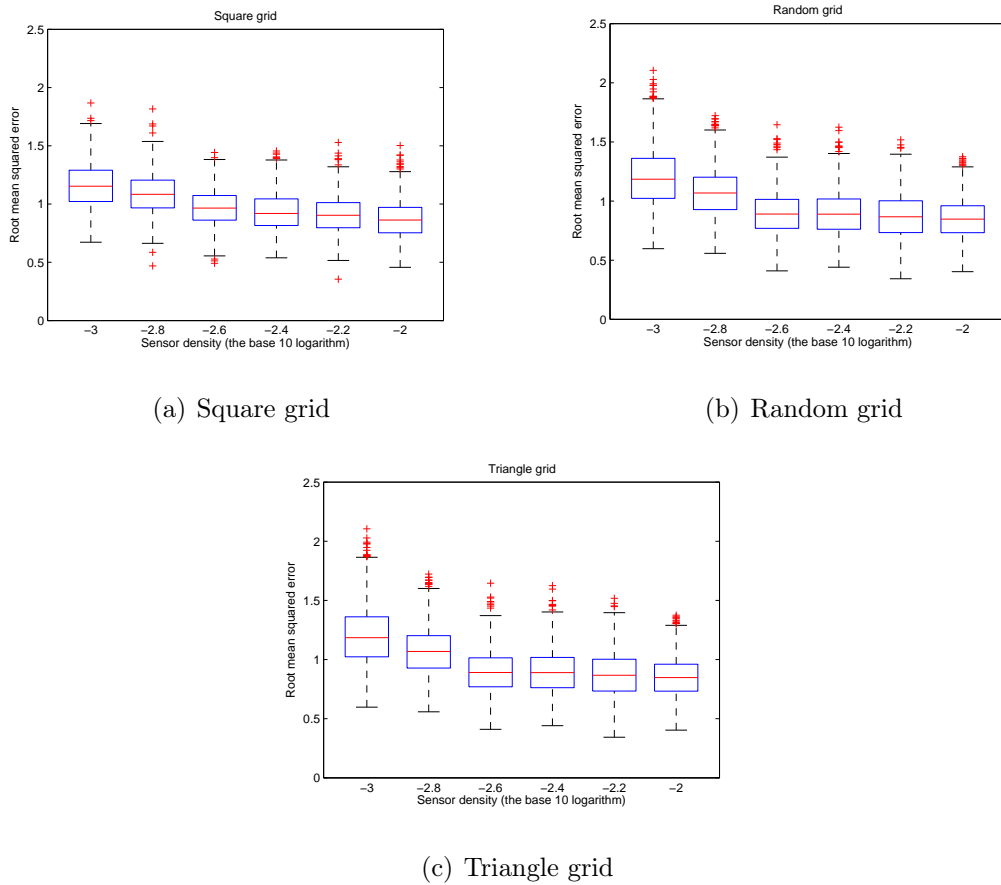 Square grid
2.5
2
1.5
1
0.5
0
Root mean squared error
−3 −2.8 −2.6 −2.4 −2.2 −2
Sensor density (the base 10 logarithm)
(a) Square grid
Random grid
2.5
2
1.5
1
0.5
0
Root mean squared error
−3 −2.8 −2.6 −2.4 −2.2 −2
Sensor density (the base 10 logarithm)
(b) Random grid
Triangle grid
2.5
2
1.5
1
0.5
0
Root mean squared error
−3 −2.8 −2.6 −2.4 −2.2 −2
Sensor density (the base 10 logarithm)
(c) Triangle grid